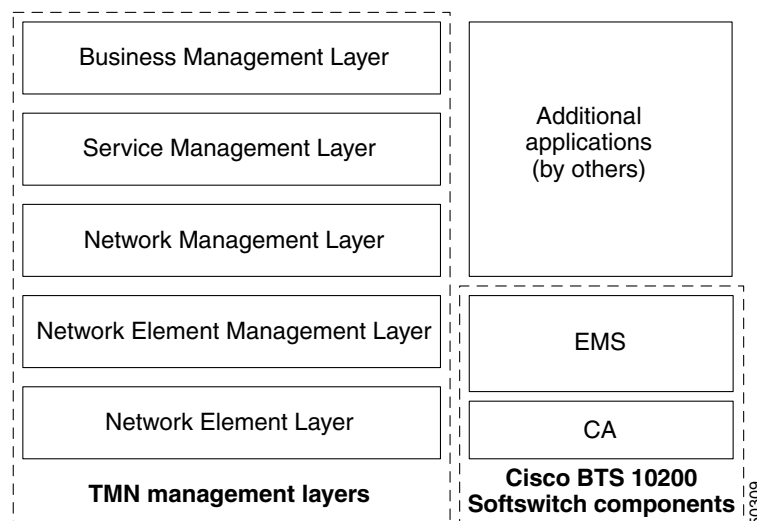 Business Management Layer
Service Management Layer
Network Management Layer
Network Element Management Layer
Network Element Layer
TMN management layers
Additional
applications
(by others)
EMS
CA
Cisco BTS 10200
Softswitch components